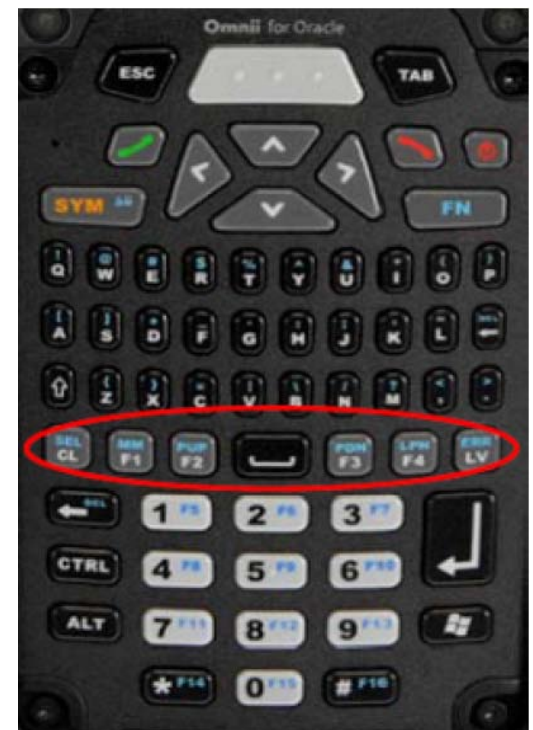 Omnii for Oracle
ESC TAB
SYM FN
! @ # $ % ^ & * ( )
Q W E R T Y U I O P
A S D F G H J K L
Z X C V B N M , .
SEL MM PUP PDN LPN ERR
CL F1 F2 F3 F4 LV
DEL 1 F5 2 F6 3 F7
CTRL 4 F8 5 F9 6 F10
ALT 7 F11 8 F12 9 F13
* F14 0 F15 # F16